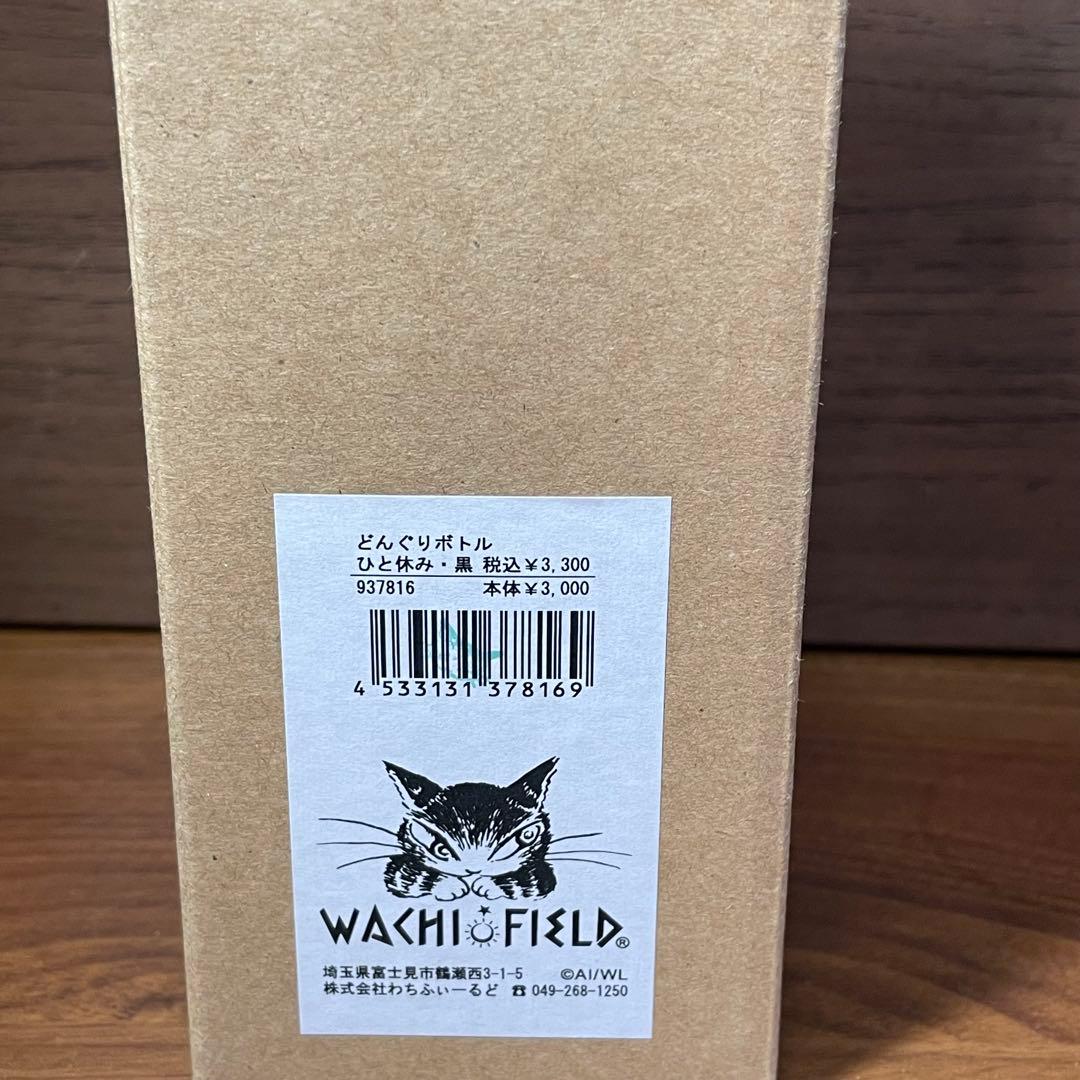 どんぐりボトル
ひと休み・黒 税込¥3,300
937816 本体¥3,000
4 533131 378169
WACHI FIELD®
埼玉県富士見市鶴瀬西3-1-5 ©AI/WL
株式会社わちふぃーるど ☎ 049-268-1250